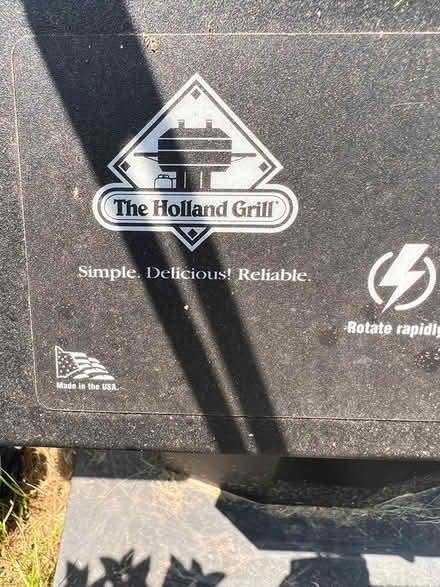 The Holland Grill®
Simple. Delicious! Reliable.
Rotate rapidly
Made in the USA.